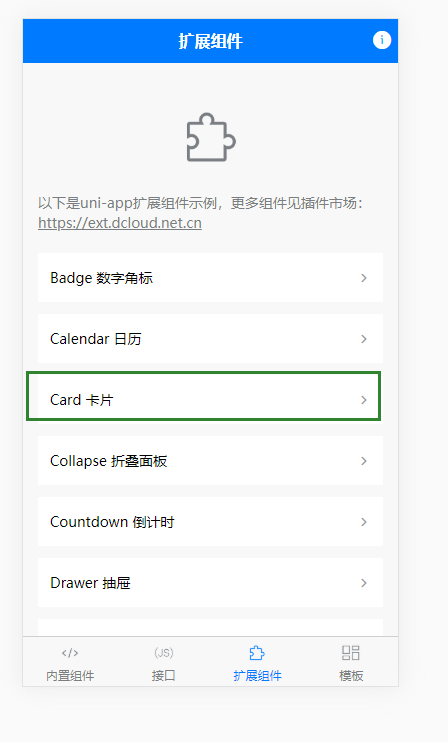 扩展组件
以下是uni-app扩展组件示例，更多组件见插件市场：
https://ext.dcloud.net.cn
Badge 数字角标
Calendar 日历
Card 卡片
Collapse 折叠面板
Countdown 倒计时
Drawer 抽屉
(JS)
内置组件 接口 扩展组件 模板